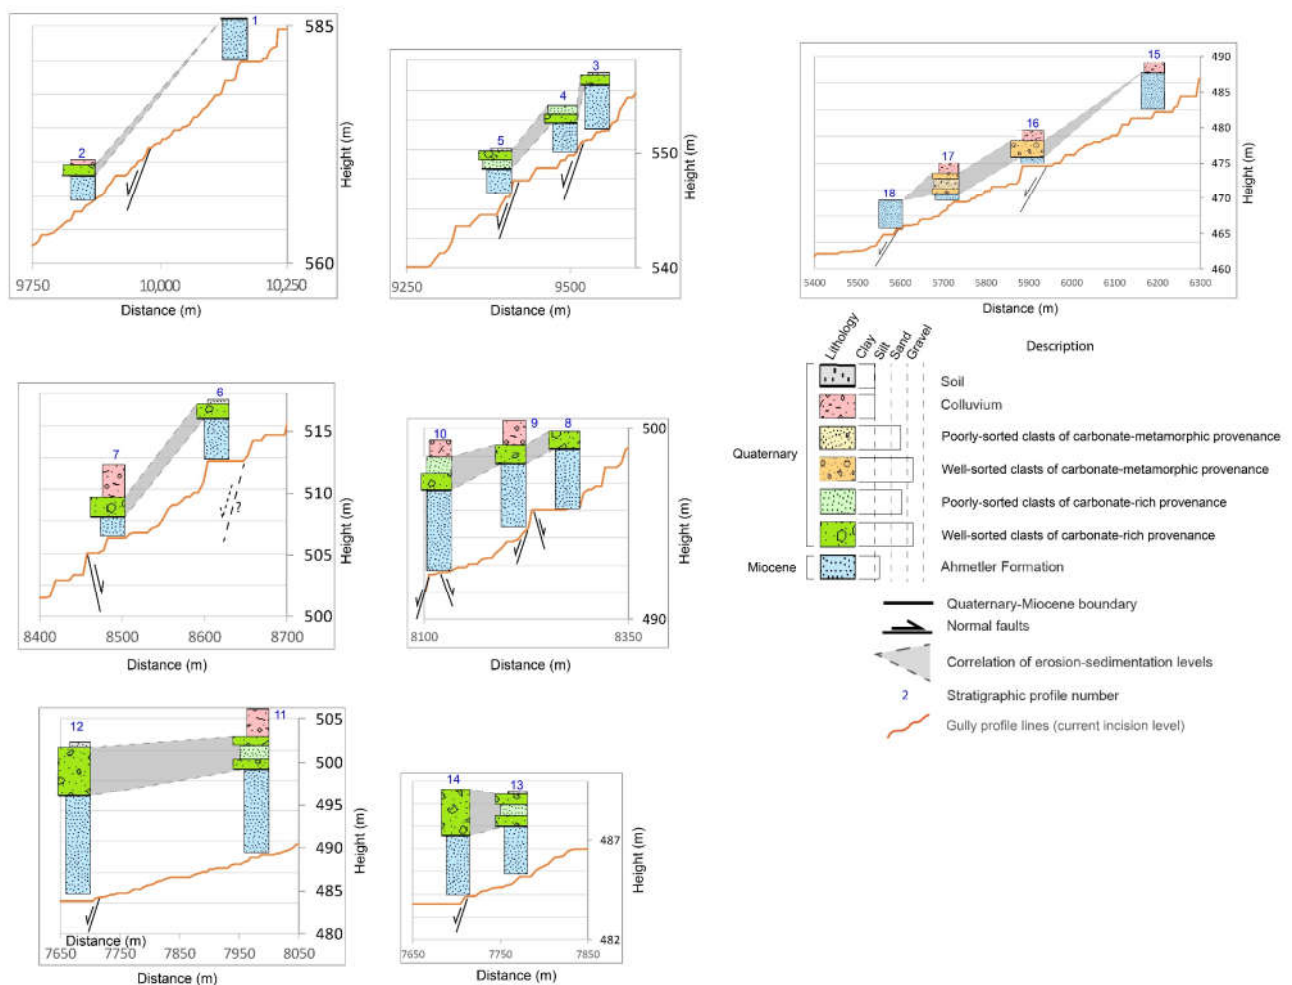 1
585
2
560
9750
10,000
10,250
Height (m)
Distance (m)
3
4
5
550
540
9250
9500
Height (m)
Distance (m)
15
16
17
18
490
485
480
475
470
465
460
5400
5500
5600
5700
5800
5900
6000
6100
6200
6300
Height (m)
Distance (m)
6
7
515
510
505
500
?
8400
8500
8600
8700
Height (m)
Distance (m)
10
9
8
500
490
8100
8350
Height (m)
Distance (m)
Lithology
Clay
Silt
Sand
Gravel
Description
Quaternary
Miocene
Soil
Colluvium
Poorly-sorted clasts of carbonate-metamorphic provenance
Well-sorted clasts of carbonate-metamorphic provenance
Poorly-sorted clasts of carbonate-rich provenance
Well-sorted clasts of carbonate-rich provenance
Ahmetler Formation
Quaternary-Miocene boundary
Normal faults
Correlation of erosion-sedimentation levels
2 Stratigraphic profile number
Gully profile lines (current incision level)
12
11
505
500
495
490
485
480
Distance (m)
7650
7750
7850
7950
8050
Height (m)
Distance (m)
14
13
487
482
7650
7750
7850
Height (m)
Distance (m)